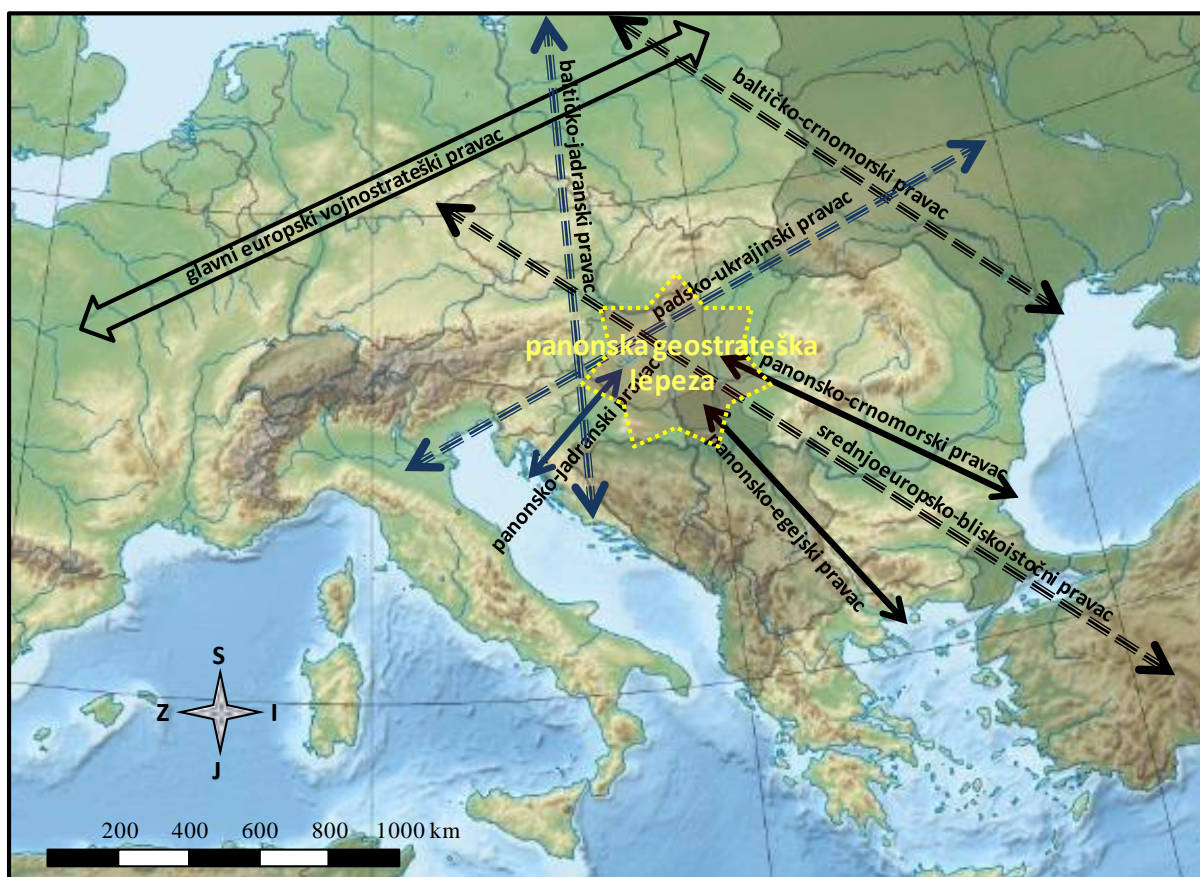 baltičko-crnomorski pravac
baltičko-jadranski pravac
glavni europski vojnostrateški pravac
padsko-ukrajinski pravac
panonska geostrateška
lepeza
panonsko-crnomorski pravac
panonsko-jadranski pravac
panonsko-egejski pravac
srednjoeuropsko-bliskoistočni pravac
S
Z
I
J
200 400 600 800 1000 km